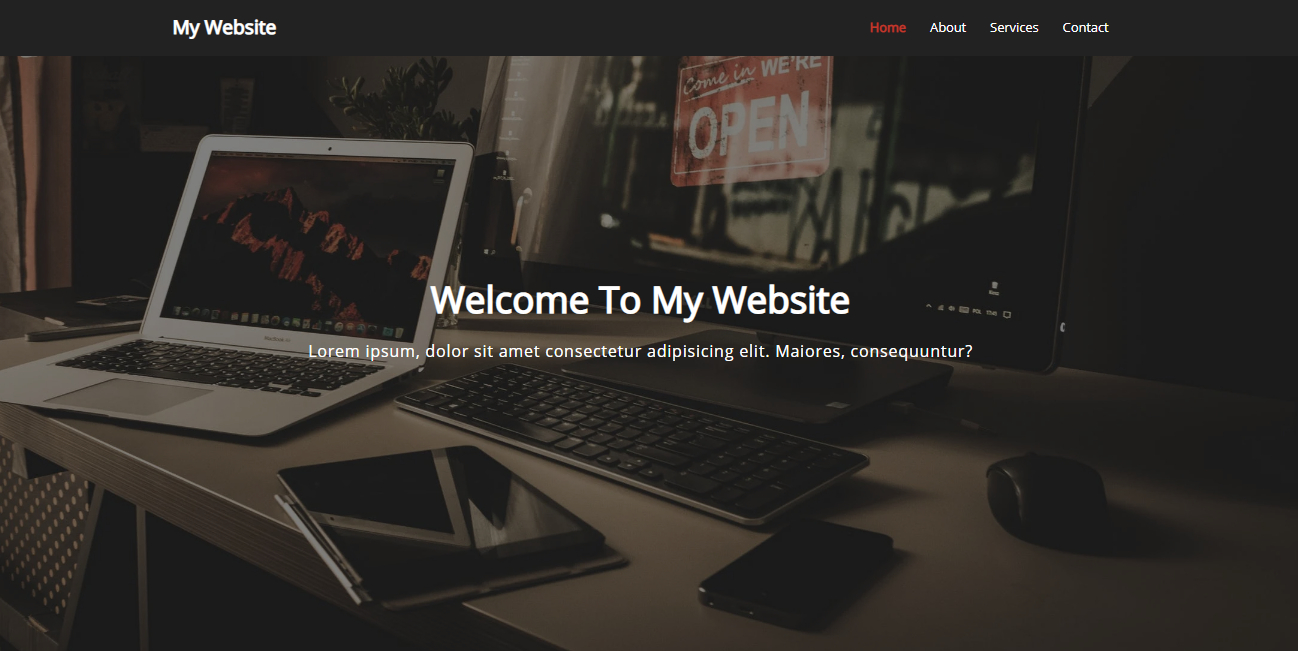 My Website
Home About Services Contact
Come in WE'RE
OPEN
Welcome To My Website
Lorem ipsum, dolor sit amet consectetur adipisicing elit. Maiores, consequuntur?